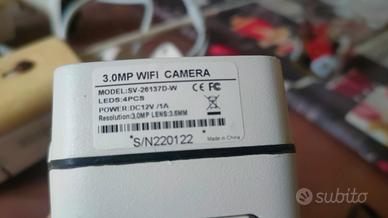 3.0MP WIFI CAMERA
MODEL:SV-26137D-W
LEDS:4PCS
POWER:DC12V /1A
Resolution:3.0MP LENS:3.6MM
*S/N220122 *
Made in China
CE
subito